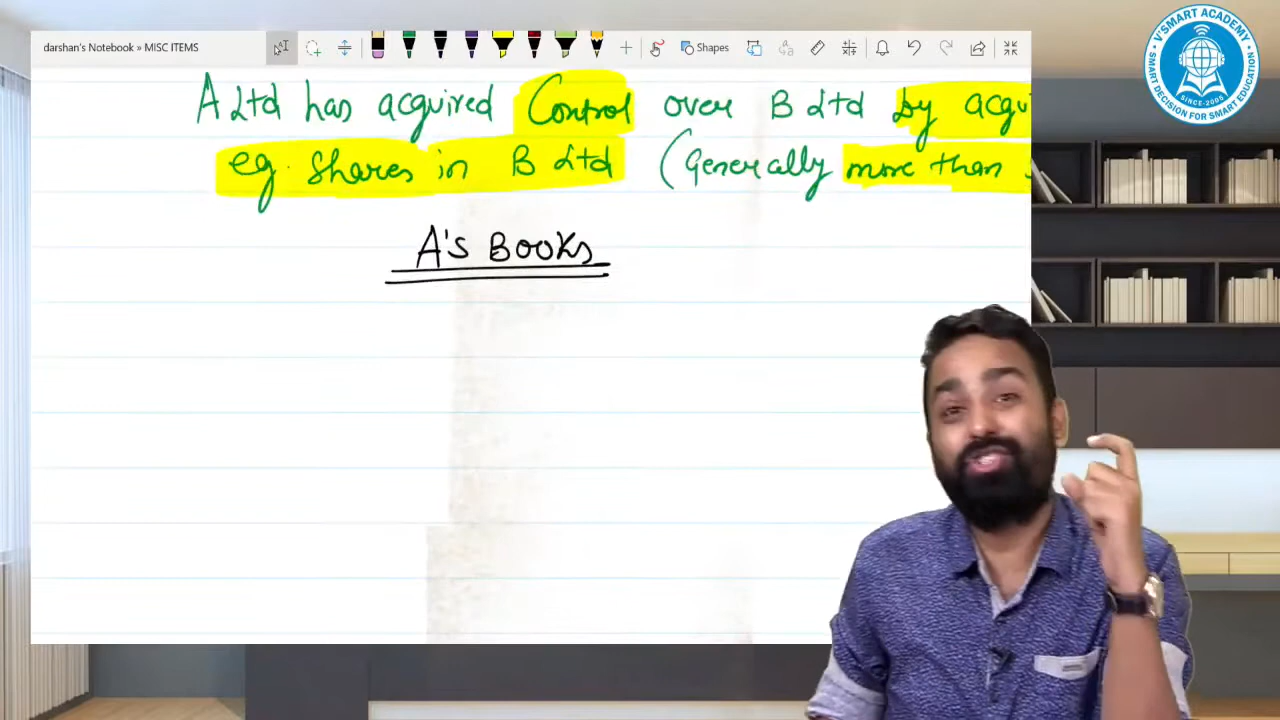 darshan's Notebook » MISC ITEMS
Shapes
V'SMART ACADEMY
SINCE-2005
SMART DECISION FOR SMART EDUCATION
A Ltd has acquired Control over B Ltd by acqu
eg. Shares in B Ltd (Generally more than
A's Books